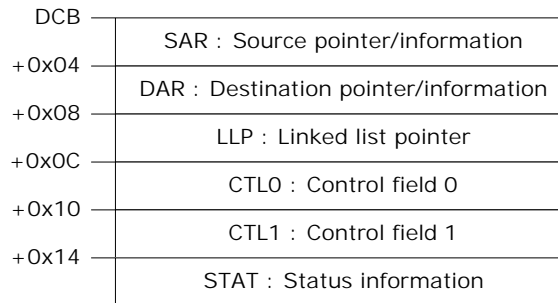 DCB
SAR : Source pointer/information
+0x04
DAR : Destination pointer/information
+0x08
LLP : Linked list pointer
+0x0C
CTL0 : Control field 0
+0x10
CTL1 : Control field 1
+0x14
STAT : Status information